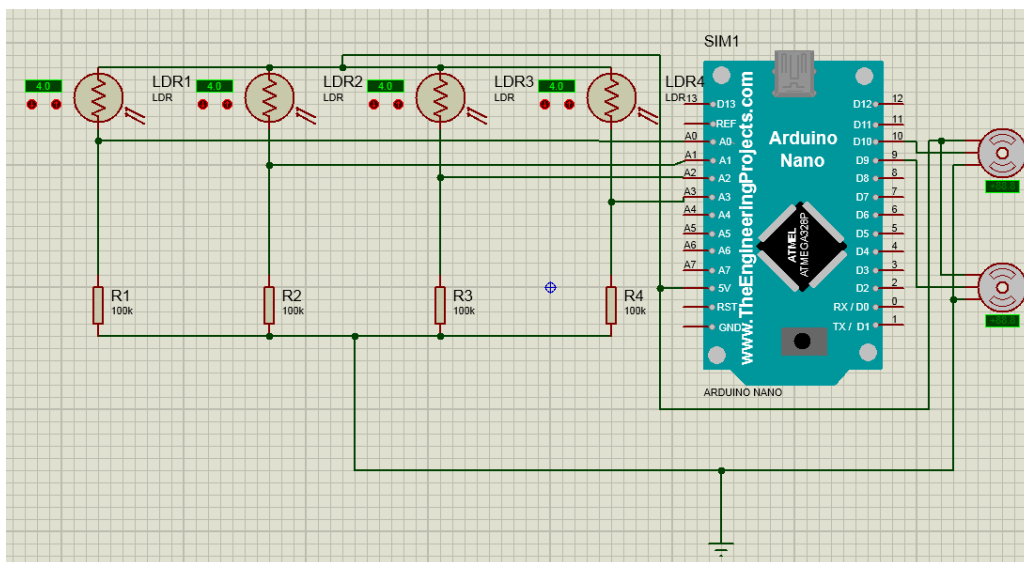 SIM1
4.0
LDR1
LDR
4.0
LDR2
LDR
4.0
LDR3
LDR
4.0
LDR4
LDR
R1
100k
R2
100k
R3
100k
R4
100k
13
A0
A1
A2
A3
A4
A5
A6
A7
D13
REF
A0
A1
A2
A3
A4
A5
A6
A7
5V
RST
GND
www.TheEngineeringProjects.com
Arduino
Nano
ATMEL
ATMEGA328P
D12
D11
D10
D9
D8
D7
D6
D5
D4
D3
D2
RX / D0
TX / D1
12
11
10
9
8
7
6
5
4
3
2
0
1
ARDUINO NANO